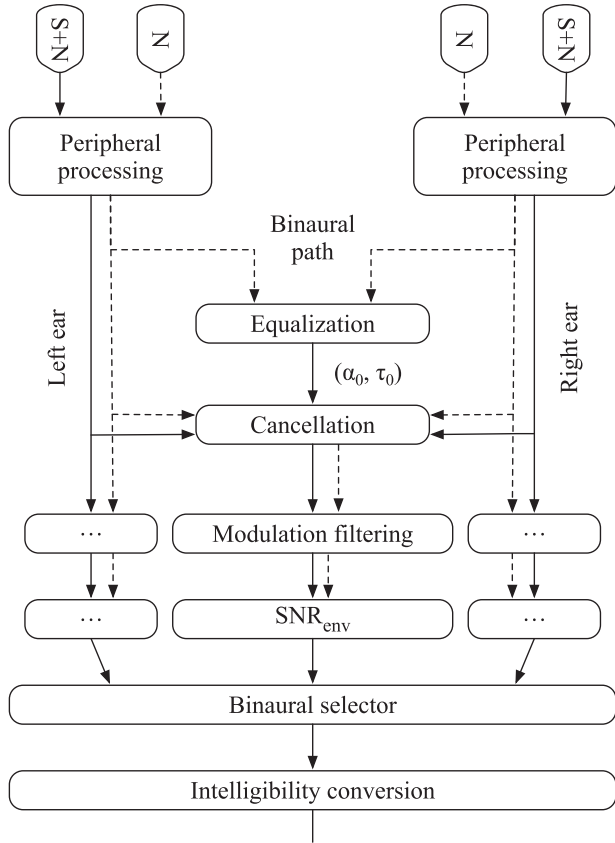 N+S
N
N
N+S
Peripheral
processing
Peripheral
processing
Binaural
path
Left ear
Equalization
Right ear
(α₀, τ₀)
Cancellation
...
Modulation filtering
...
...
SNRenv
...
Binaural selector
Intelligibility conversion